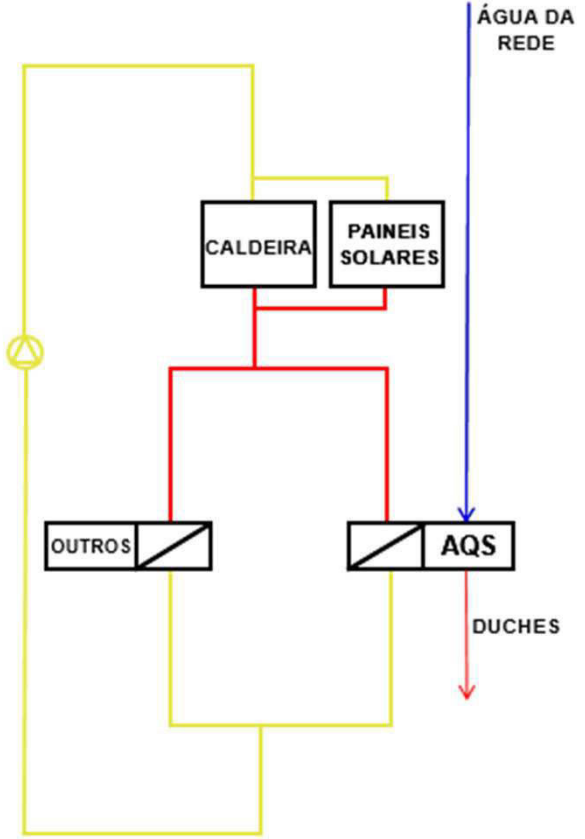 ÁGUA DA
REDE
CALDEIRA
PAINEIS
SOLARES
OUTROS
AQS
DUCHES